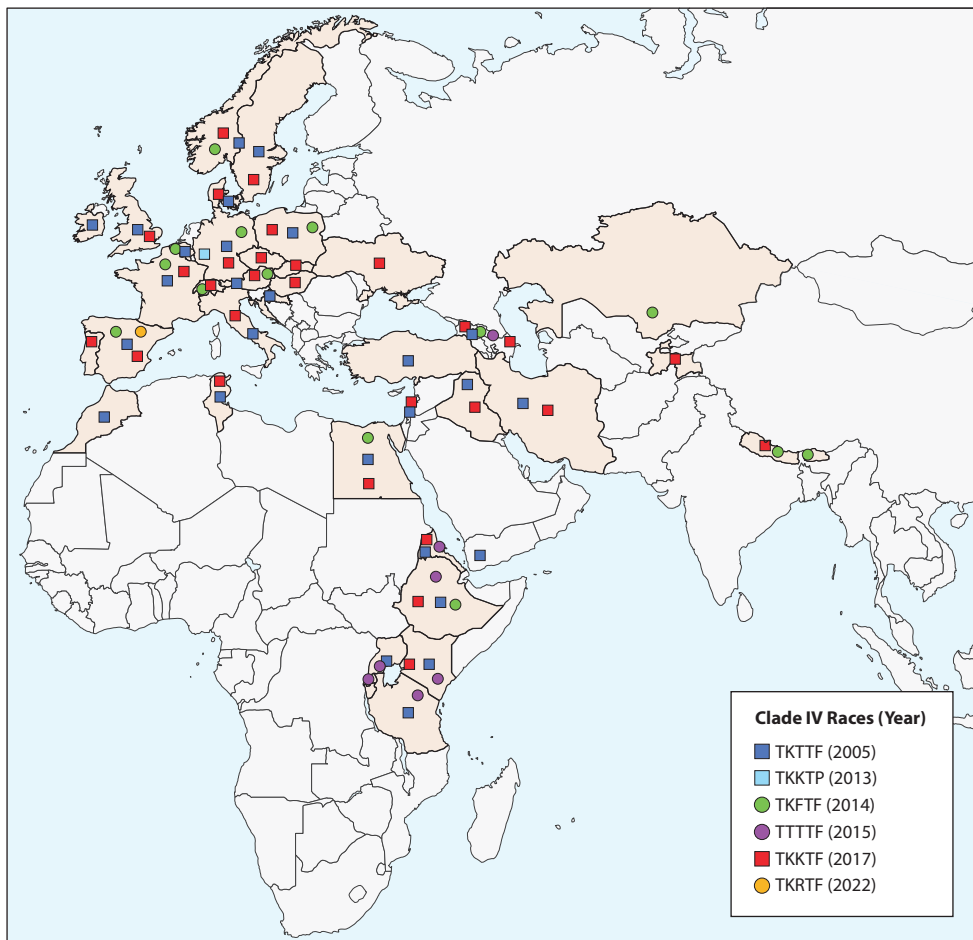 Clade IV Races (Year)
TKTTF (2005)
TKKTP (2013)
TKFTF (2014)
TTTTF (2015)
TKKTF (2017)
TKRTF (2022)